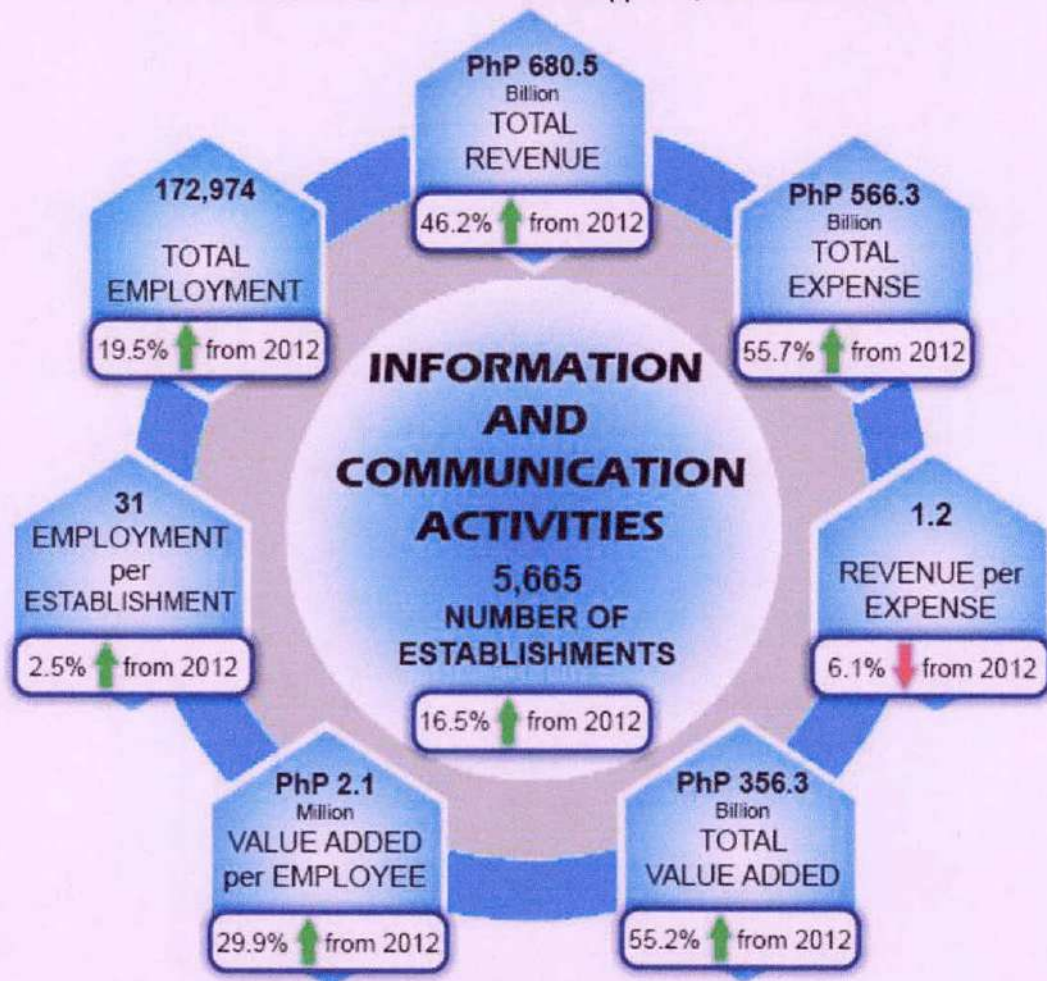 PhP 680.5
Billion
TOTAL
REVENUE
46.2% from 2012
172,974
TOTAL
EMPLOYMENT
19.5% from 2012
PhP 566.3
Billion
TOTAL
EXPENSE
55.7% from 2012
INFORMATION
AND
COMMUNICATION
ACTIVITIES
5,665
NUMBER OF
ESTABLISHMENTS
16.5% from 2012
31
EMPLOYMENT
per
ESTABLISHMENT
2.5% from 2012
1.2
REVENUE per
EXPENSE
6.1% from 2012
PhP 2.1
Million
VALUE ADDED
per EMPLOYEE
29.9% from 2012
PhP 356.3
Billion
TOTAL
VALUE ADDED
55.2% from 2012